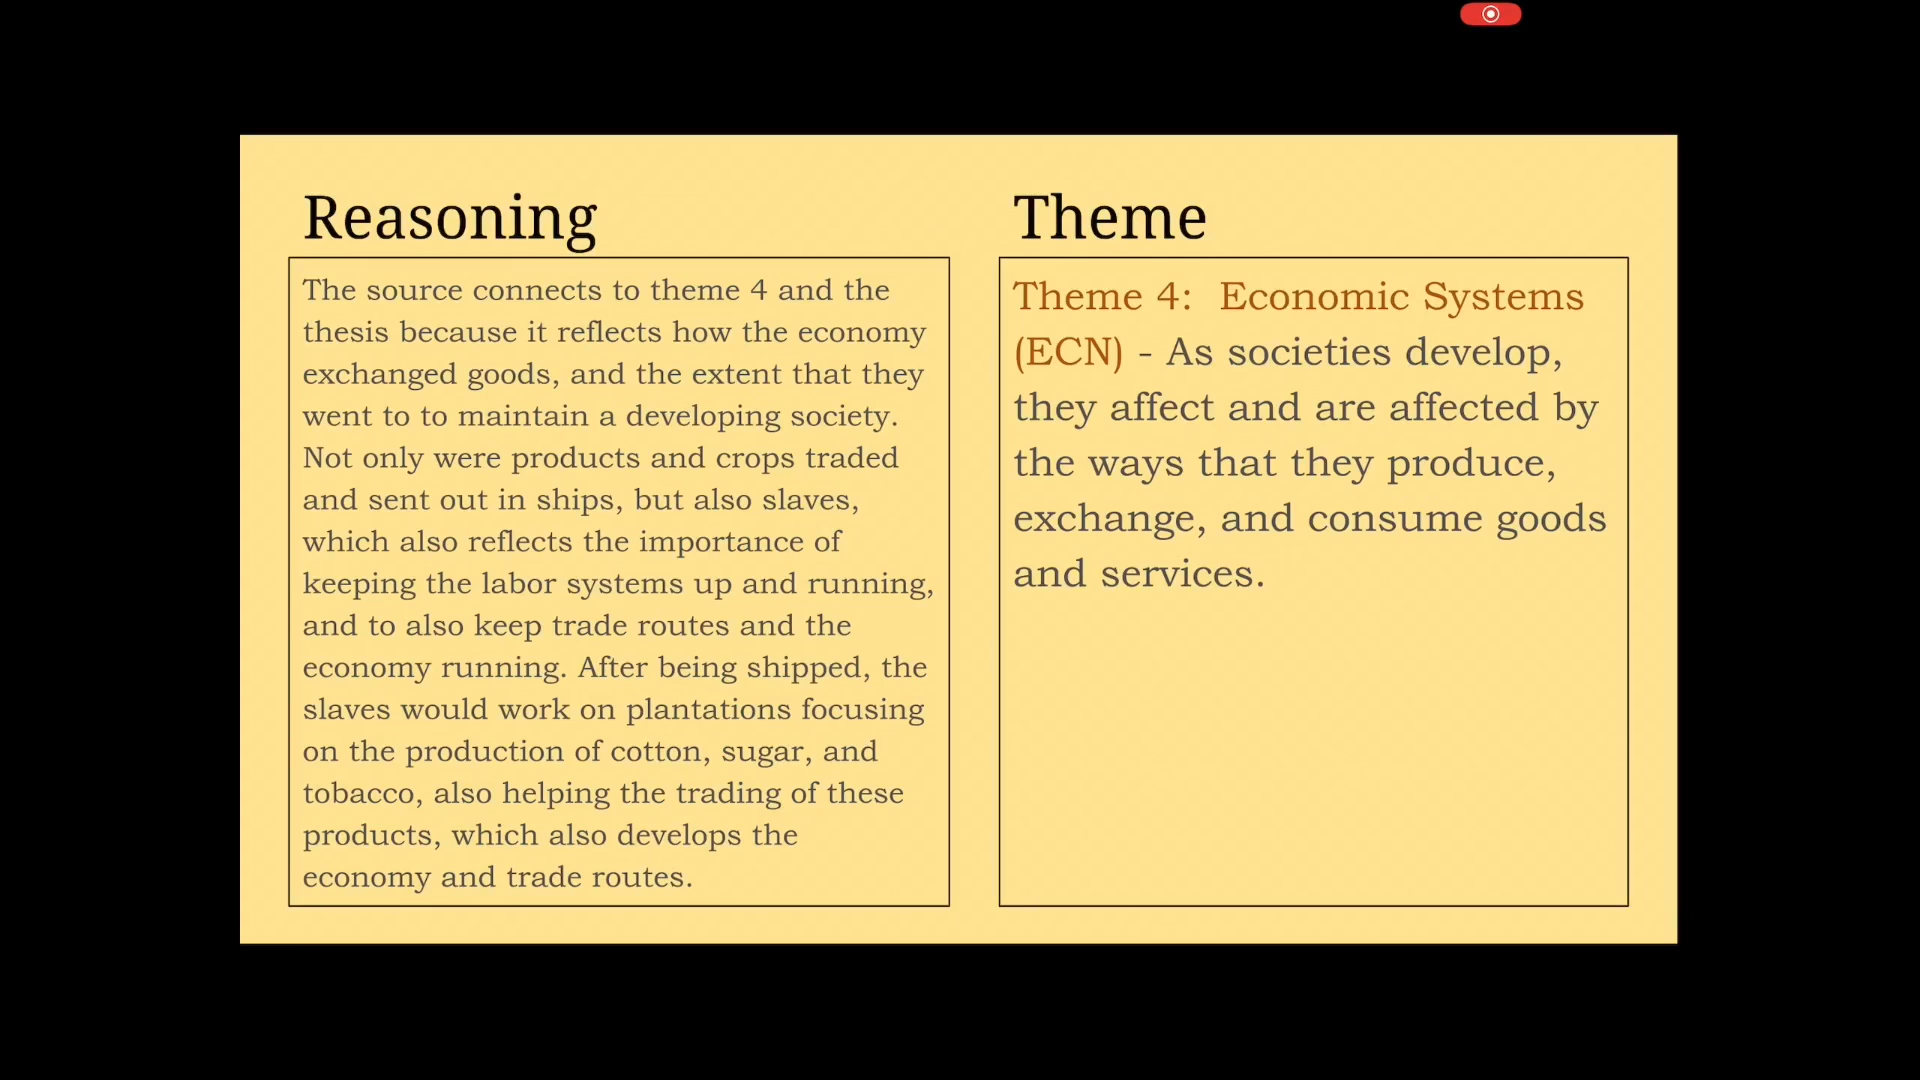 Reasoning
The source connects to theme 4 and the
thesis because it reflects how the economy
exchanged goods, and the extent that they
went to to maintain a developing society.
Not only were products and crops traded
and sent out in ships, but also slaves,
which also reflects the importance of
keeping the labor systems up and running,
and to also keep trade routes and the
economy running. After being shipped, the
slaves would work on plantations focusing
on the production of cotton, sugar, and
tobacco, also helping the trading of these
products, which also develops the
economy and trade routes.
Theme
Theme 4:  Economic Systems
(ECN) - As societies develop,
they affect and are affected by
the ways that they produce,
exchange, and consume goods
and services.